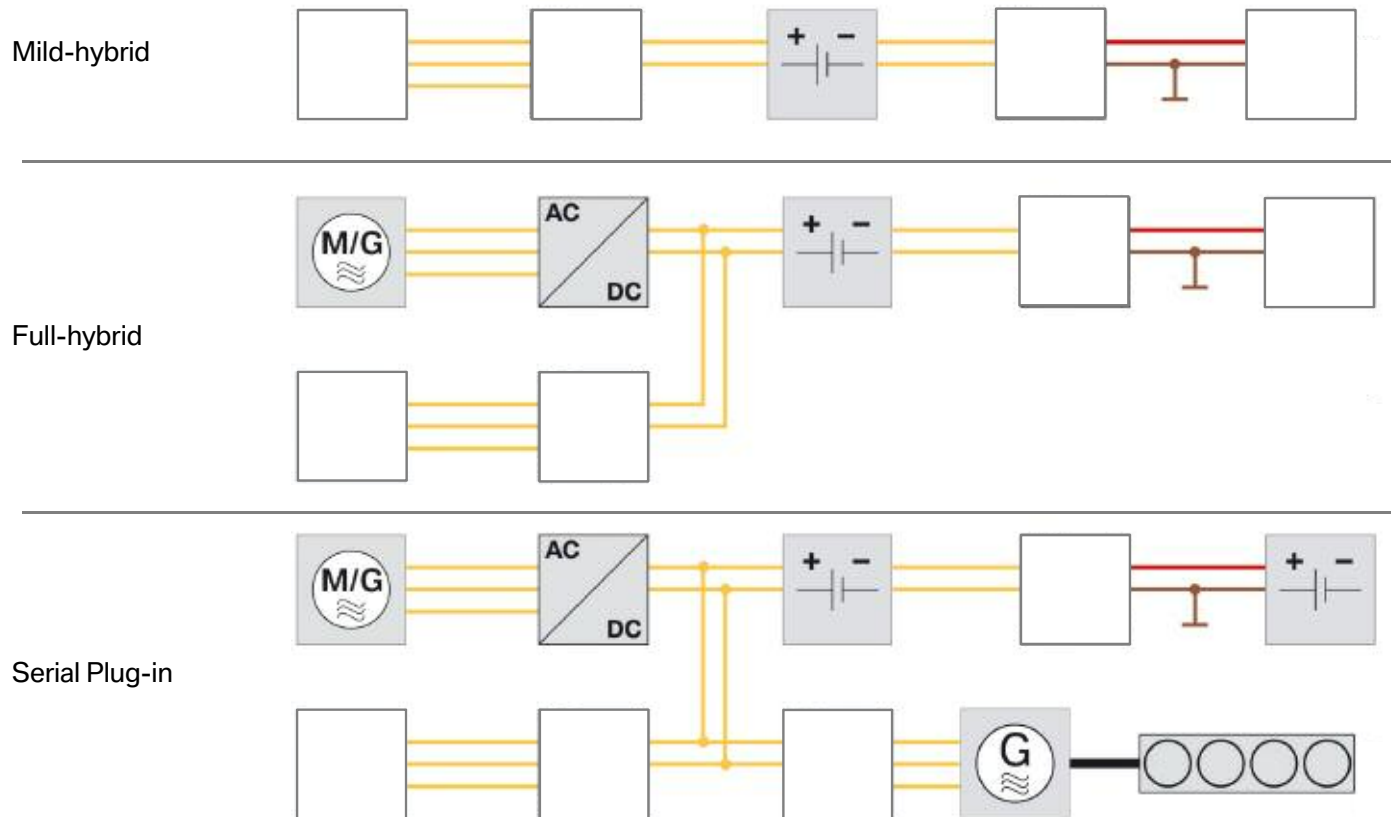 Mild-hybrid
+ −
M/G
AC
DC
+ −
Full-hybrid
M/G
AC
DC
+ −
+ −
Serial Plug-in
G